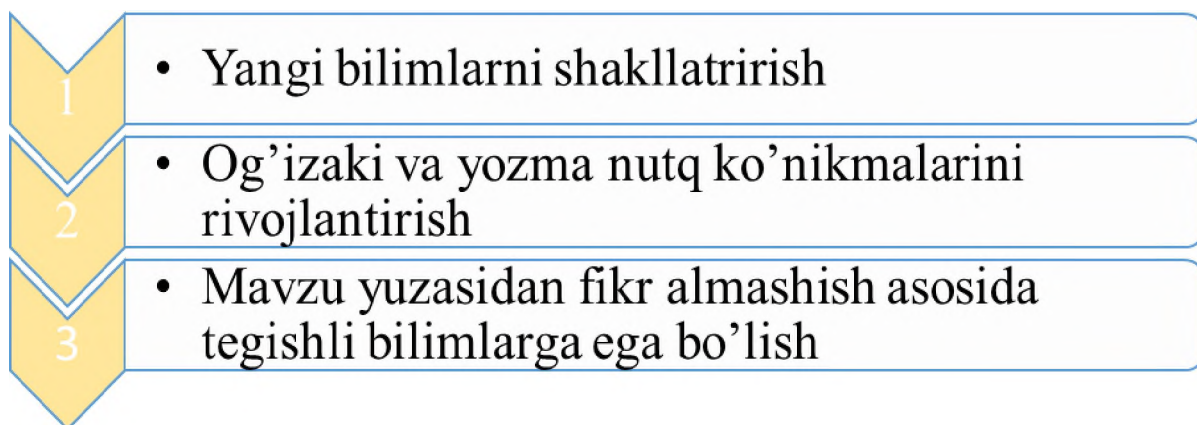 1
• Yangi bilimlarni shakllatrirish
2
• Og’izaki va yozma nutq ko’nikmalarini
rivojlantirish
3
• Mavzu yuzasidan fikr almashish asosida
tegishli bilimlarga ega bo’lish